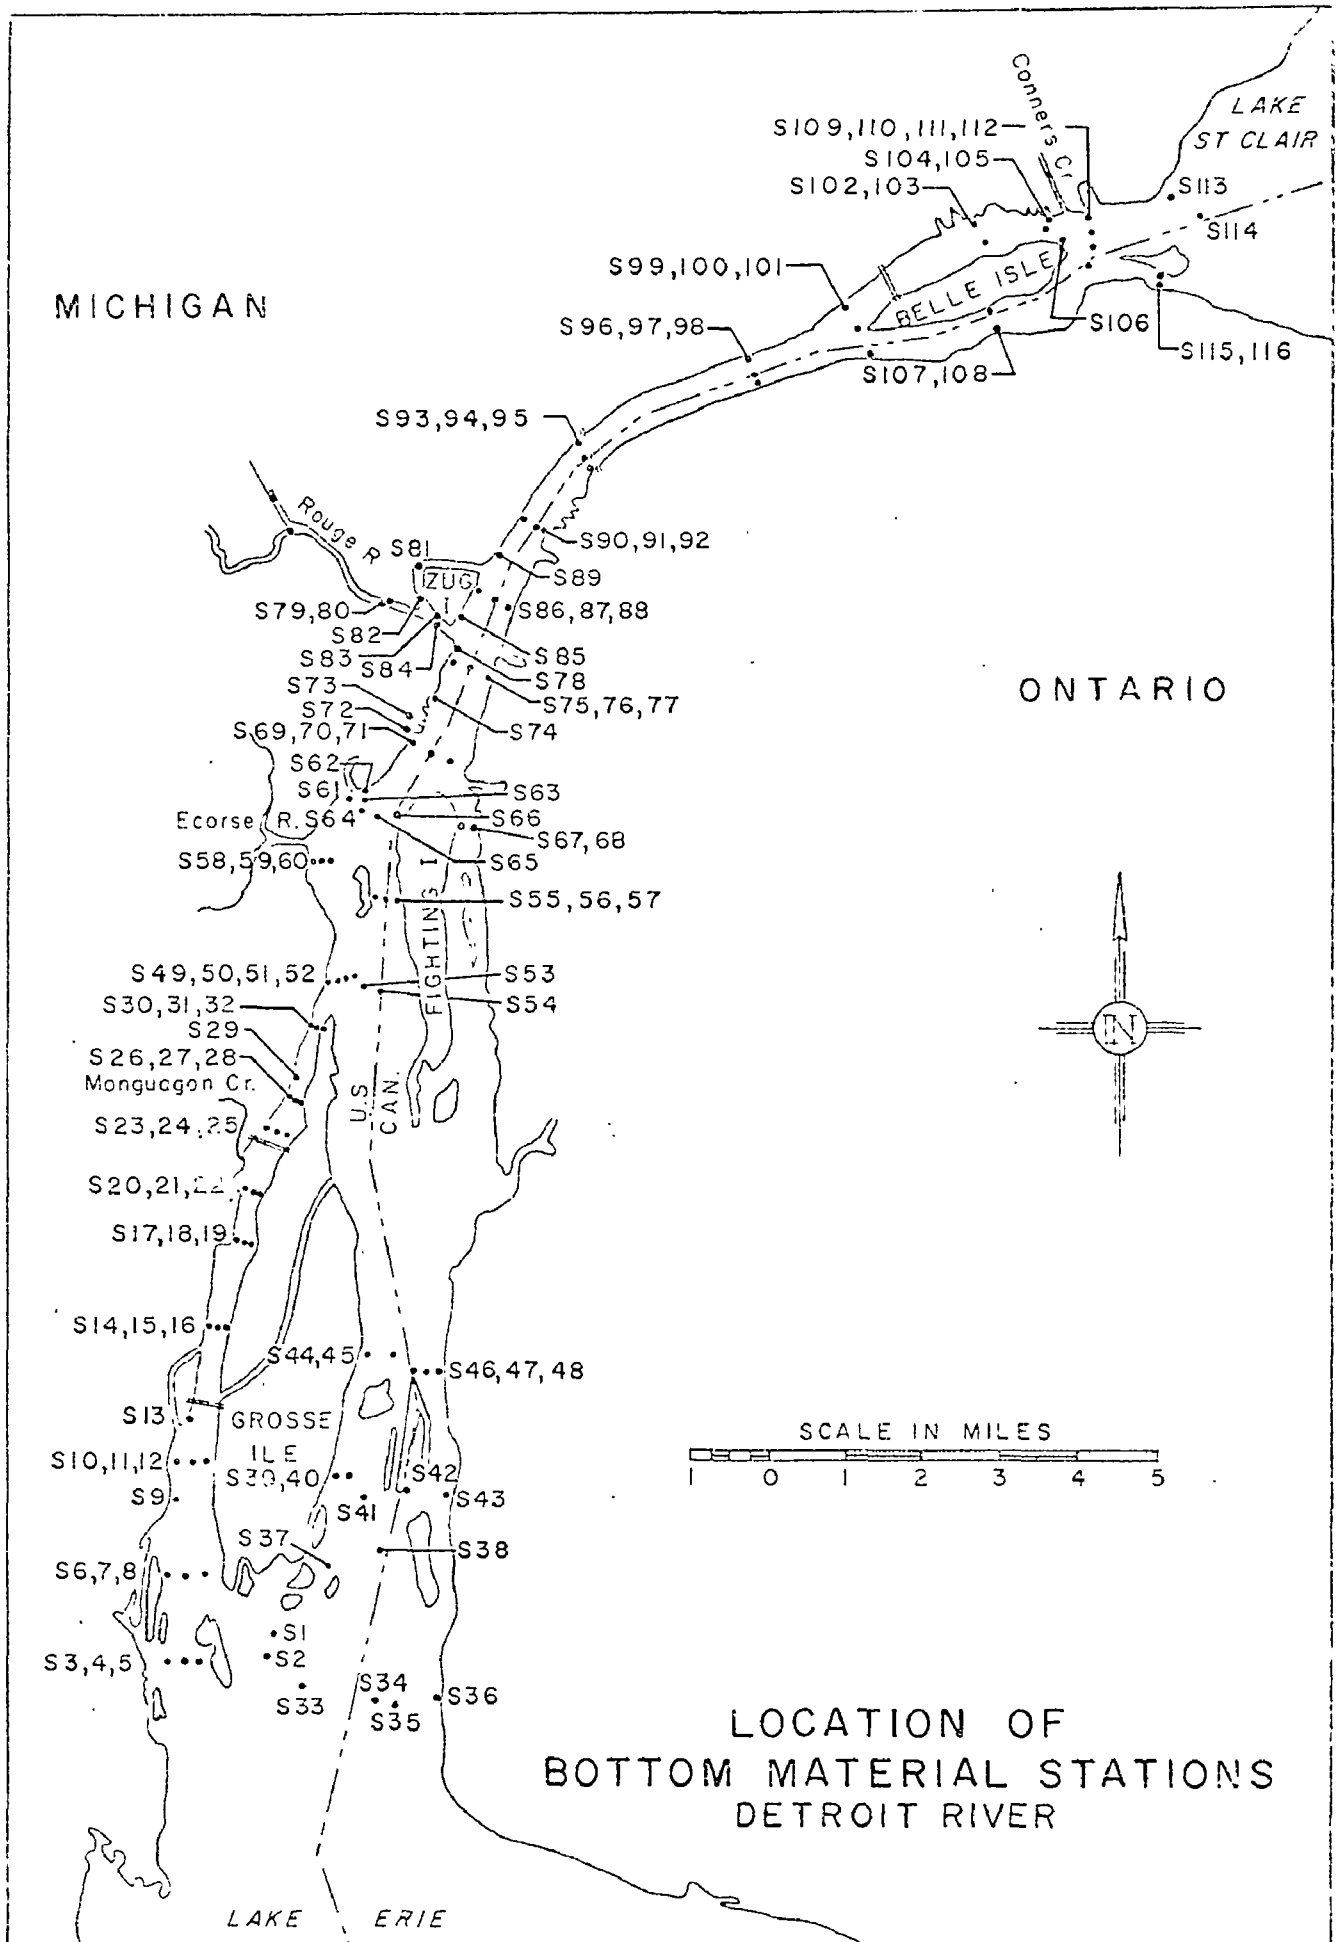 Conners Cr
LAKE
ST CLAIR
S109,110,111,112
S104,105
S102,103
S113
S114
S99,100,101
BELLE ISLE
MICHIGAN
S96,97,98
S106
S115,116
S107,108
S93,94,95
Rouge R
S90,91,92
S81
S89
ZUG
I
S79,80
S86,87,88
S82
S83
S85
S84
S78
S73
S75,76,77
ONTARIO
S72
S69,70,71
S74
S62
S61
S63
Ecorse R.
S64
S66
S67,68
S58,59,60
S65
S55,56,57
FIGHTING I
S49,50,51,52
S53
S54
S30,31,32
S29
S26,27,28
Monguagon Cr.
U.S
CAN.
N
S23,24,25
S20,21,22
S17,18,19
S14,15,16
S44,45
S46,47,48
S13
GROSSE
ILE
SCALE IN MILES
1 0 1 2 3 4 5
S10,11,12
S39,40
S42
S9
S41
S43
S37
S38
S6,7,8
S1
S2
S3,4,5
S33
S34
S35
S36
LOCATION OF
BOTTOM MATERIAL STATIONS
DETROIT RIVER
LAKE ERIE